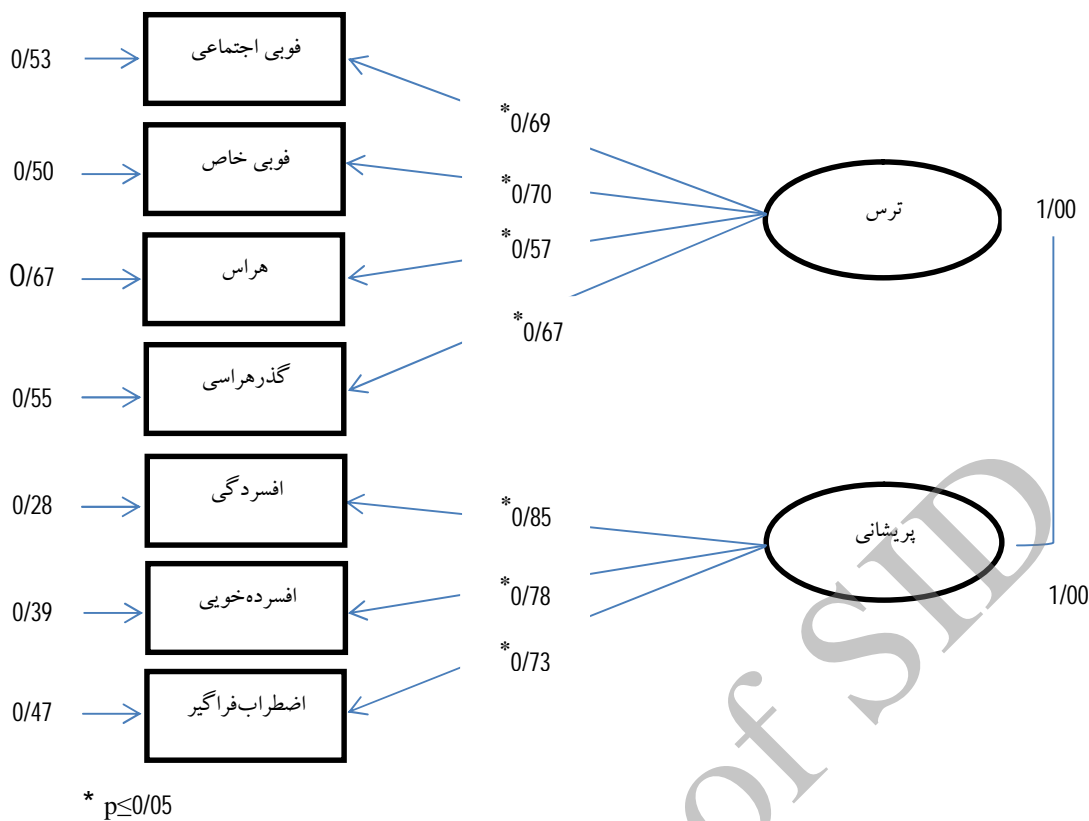 0/53
فوبی اجتماعی
*0/69
0/50
فوبی خاص
*0/70
ترس
1/00
0/67
هراس
*0/57
*0/67
0/55
گذرهراسی
0/28
افسردگی
*0/85
پریشانی
0/39
افسرده‌خویی
*0/78
1/00
*0/73
0/47
اضطراب‌فراگیر
* p≤0/05
of SID